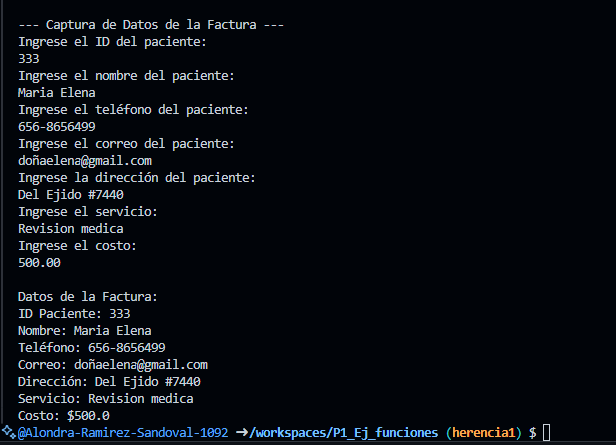 --- Captura de Datos de la Factura ---
Ingrese el ID del paciente:
333
Ingrese el nombre del paciente:
Maria Elena
Ingrese el teléfono del paciente:
656-8656499
Ingrese el correo del paciente:
doñaelena@gmail.com
Ingrese la dirección del paciente:
Del Ejido #7440
Ingrese el servicio:
Revision medica
Ingrese el costo:
500.00
Datos de la Factura:
ID Paciente: 333
Nombre: Maria Elena
Teléfono: 656-8656499
Correo: doñaelena@gmail.com
Dirección: Del Ejido #7440
Servicio: Revision medica
Costo: $500.0
@Alondra-Ramirez-Sandoval-1092 ➜/workspaces/P1_Ej_funciones (herencia1) $